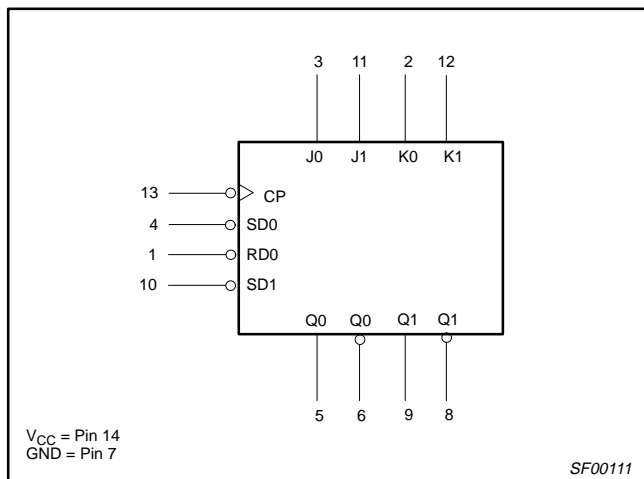 3 11 2 12
J0 J1 K0 K1
13 CP
4 SD0
1 RD0
10 SD1
Q0 Q0 Q1 Q1
5 6 9 8
VCC = Pin 14
GND = Pin 7
SF00111